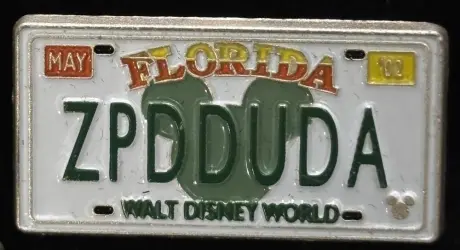 MAY FLORIDA '02
ZPDDUDA
WALT DISNEY WORLD